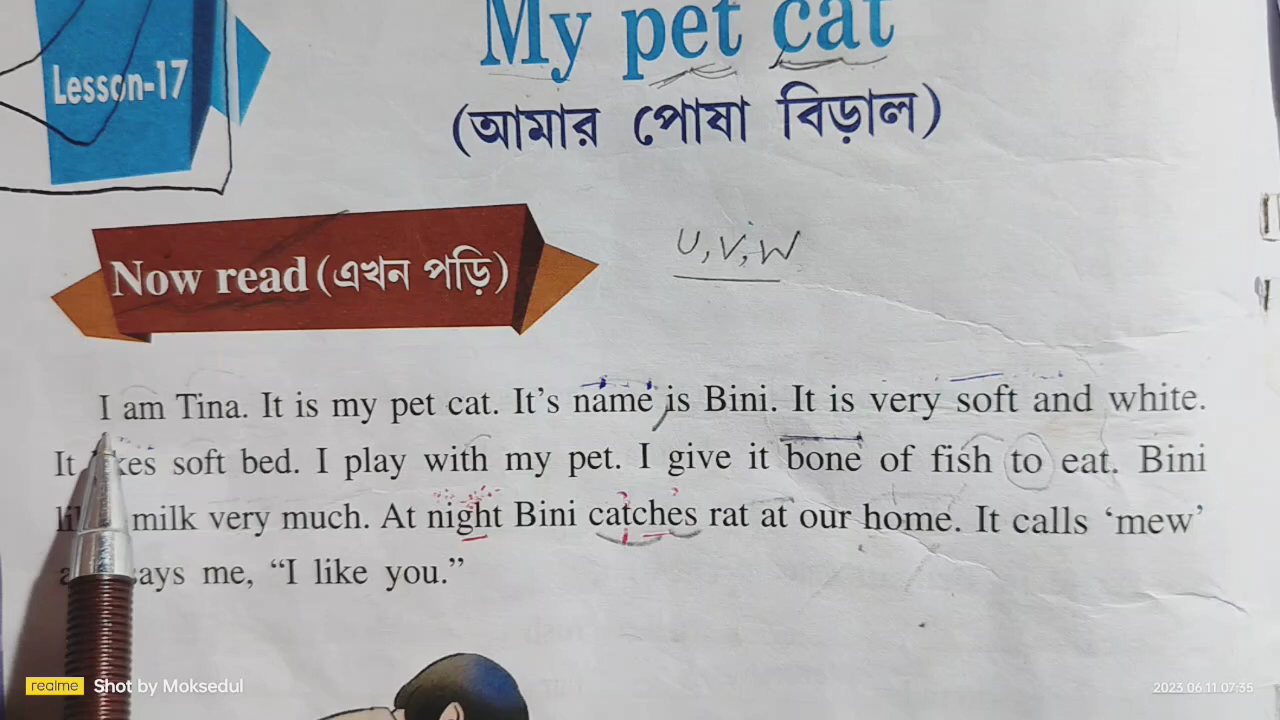 My pet cat
Lesson-17
(আমার পোষা বিড়াল)
U, V, W
Now read (এখন পড়ি)
I am Tina. It is my pet cat. It's name is Bini. It is very soft and white.
It soft bed. I play with my pet. I give it bone of fish to eat. Bini
milk very much. At night Bini catches rat at our home. It calls ‘mew’
me, “I like you.”
realme Shot by Moksedul
2023.06.11 07:35